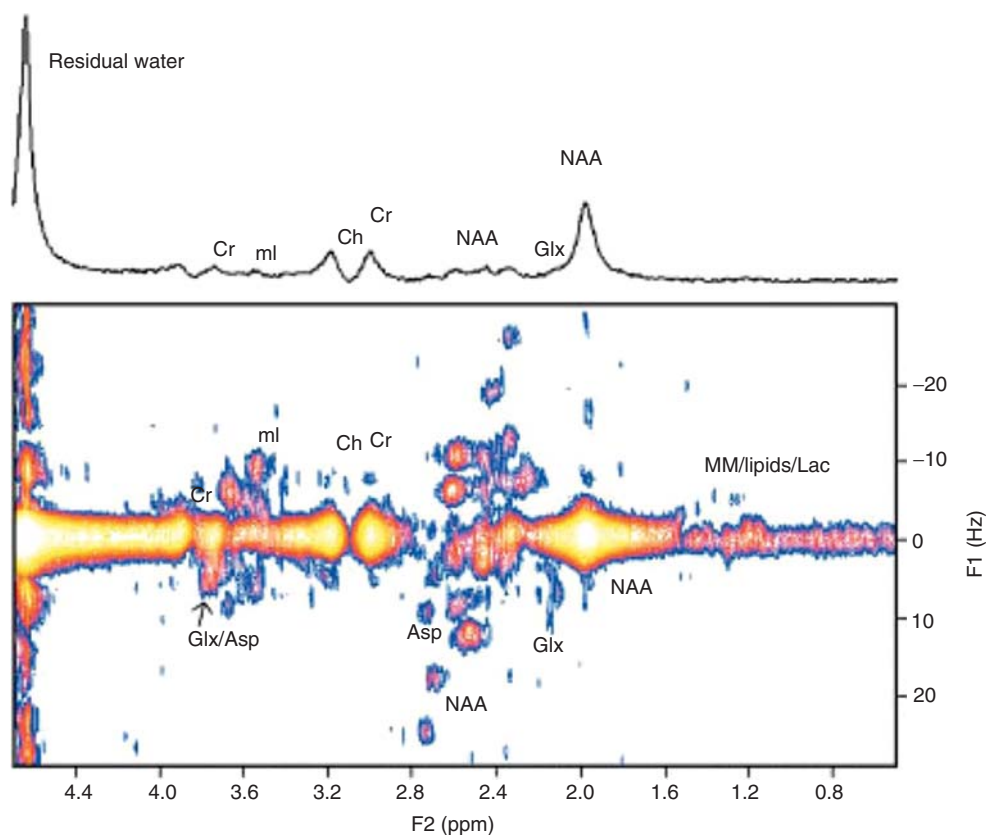 Residual water
NAA
Cr
Ch
Cr
ml
NAA
Glx
ml
Ch
Cr
MM/lipids/Lac
Cr
NAA
Glx/Asp
Asp
Glx
NAA
–20
–10
0
10
20
F1 (Hz)
4.4 4.0 3.6 3.2 2.8 2.4 2.0 1.6 1.2 0.8
F2 (ppm)